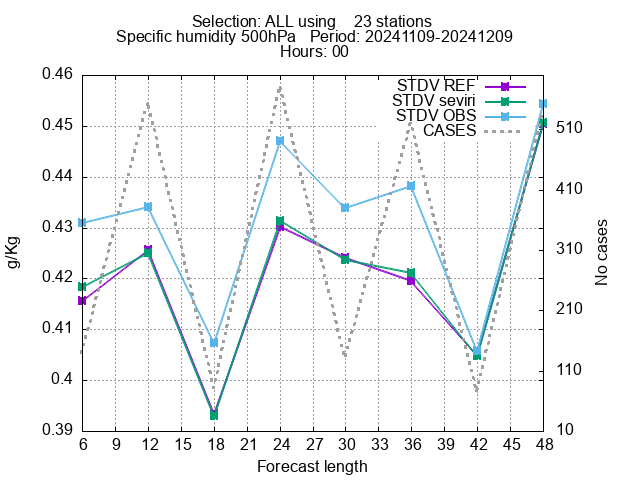 Selection: ALL using    23 stations
Specific humidity 500hPa   Period: 20241109-20241209
Hours: 00
STDV REF
STDV seviri
STDV OBS
CASES
0.46
0.45
0.44
0.43
0.42
0.41
0.4
0.39
g/Kg
510
410
310
210
110
10
No cases
6 9 12 15 18 21 24 27 30 33 36 39 42 45 48
Forecast length